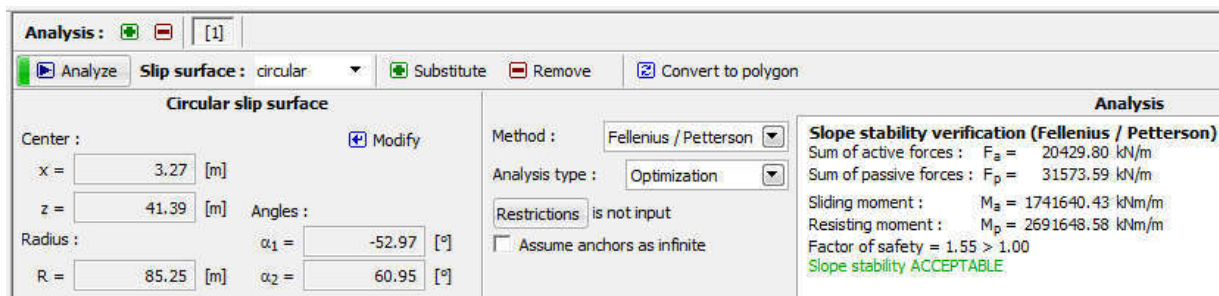 Analysis : [1]
Analyze Slip surface : circular Substitute Remove Convert to polygon
Circular slip surface
Center : Modify
x = 3.27 [m]
z = 41.39 [m] Angles :
Radius : α1 = -52.97 [°]
R = 85.25 [m] α2 = 60.95 [°]
Method : Fellenius / Petterson
Analysis type : Optimization
Restrictions is not input
Assume anchors as infinite
Analysis
Slope stability verification (Fellenius / Petterson)
Sum of active forces : Fa = 20429.80 kN/m
Sum of passive forces : Fp = 31573.59 kN/m
Sliding moment : Ma = 1741640.43 kNm/m
Resisting moment : Mp = 2691648.58 kNm/m
Factor of safety = 1.55 > 1.00
Slope stability ACCEPTABLE